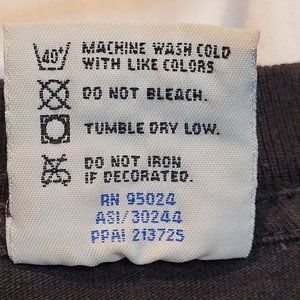 40°
MACHINE WASH COLD
WITH LIKE COLORS
DO NOT BLEACH.
TUMBLE DRY LOW.
DO NOT IRON
IF DECORATED.
RN 95024
ASI/30244
PPAI 213725